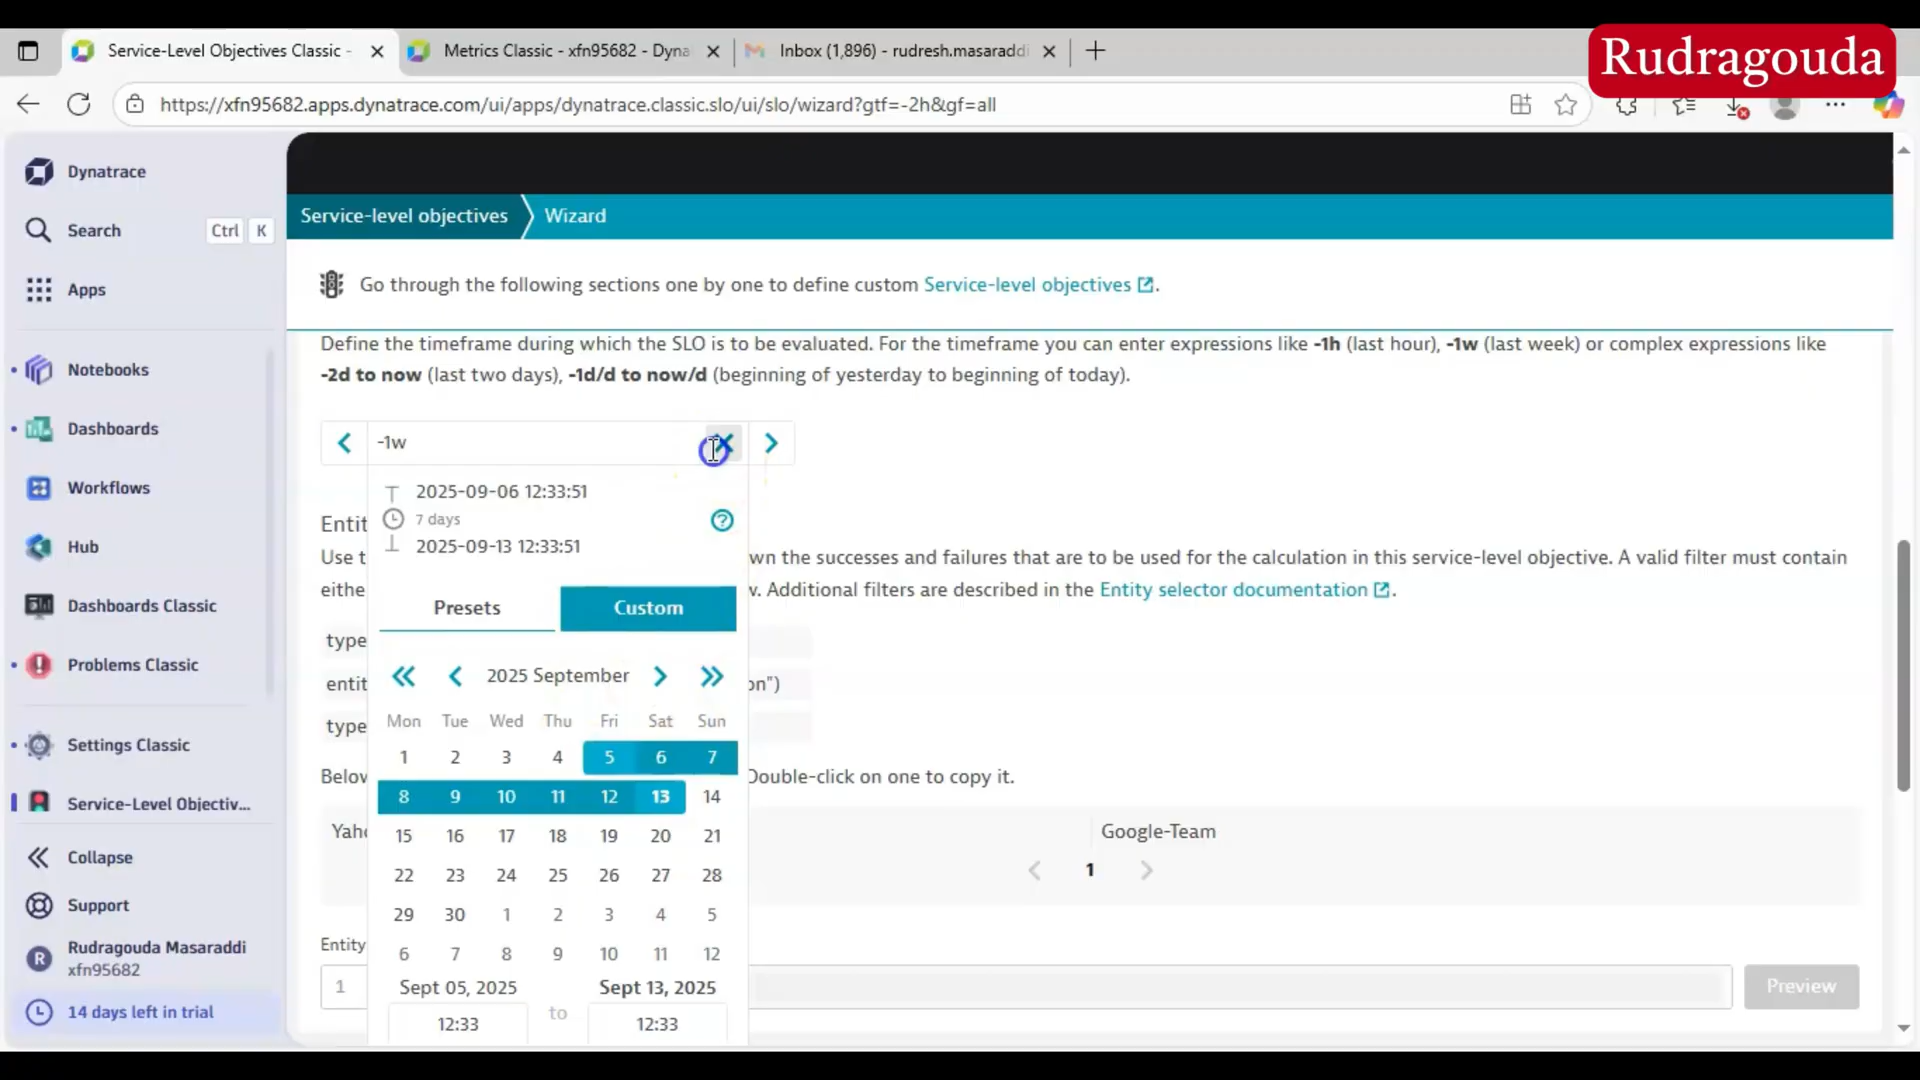 Service-Level Objectives Classic -
Metrics Classic - xfn95682 - Dyna
Inbox (1,896) - rudresh.masaraddi
Rudragouda
https://xfn95682.apps.dynatrace.com/ui/apps/dynatrace.classic.slo/ui/slo/wizard?gtf=-2h&gf=all
Dynatrace
Search Ctrl K
Apps
Notebooks
Dashboards
Workflows
Hub
Dashboards Classic
Problems Classic
Settings Classic
Service-Level Objectiv...
Collapse
Support
R Rudragouda Masaraddi
xfn95682
14 days left in trial
Service-level objectives Wizard
Go through the following sections one by one to define custom Service-level objectives.
Define the timeframe during which the SLO is to be evaluated. For the timeframe you can enter expressions like -1h (last hour), -1w (last week) or complex expressions like
-2d to now (last two days), -1d/d to now/d (beginning of yesterday to beginning of today).
-1w
2025-09-06 12:33:51
7 days
2025-09-13 12:33:51
Presets Custom
2025 September
Mon Tue Wed Thu Fri Sat Sun
1 2 3 4 5 6 7
8 9 10 11 12 13 14
15 16 17 18 19 20 21
22 23 24 25 26 27 28
29 30 1 2 3 4 5
6 7 8 9 10 11 12
Sept 05, 2025 Sept 13, 2025
12:33 to 12:33
Entit
Use t wn the successes and failures that are to be used for the calculation in this service-level objective. A valid filter must contain
eithe w. Additional filters are described in the Entity selector documentation.
type
entit on")
type
Below Double-click on one to copy it.
Yaho Google-Team
1
Entity
1 Preview